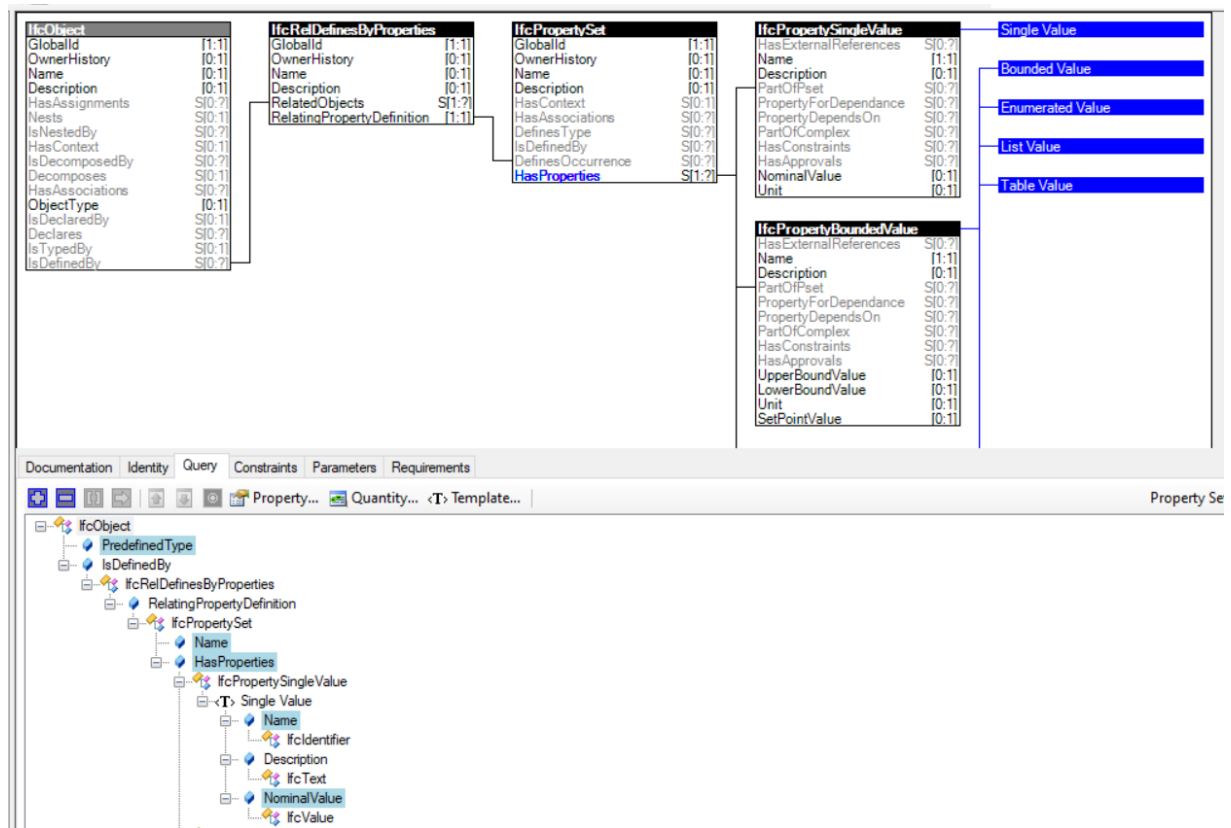 IfcObject
GlobalId [1:1]
OwnerHistory [0:1]
Name [0:1]
Description [0:1]
HasAssignments S[0:?]
Nests S[0:1]
IsNestedBy S[0:?]
HasContext S[0:1]
IsDecomposedBy S[0:?]
Decomposes S[0:1]
HasAssociations S[0:?]
ObjectType [0:1]
IsDeclaredBy S[0:1]
Declares S[0:?]
IsTypedBy S[0:1]
IsDefinedBy S[0:?]
IfcRelDefinesByProperties
GlobalId [1:1]
OwnerHistory [0:1]
Name [0:1]
Description [0:1]
RelatedObjects S[1:?]
RelatingPropertyDefinition [1:1]
IfcPropertySet
GlobalId [1:1]
OwnerHistory [0:1]
Name [0:1]
Description [0:1]
HasContext S[0:1]
HasAssociations S[0:?]
DefinesType S[0:?]
IsDefinedBy S[0:?]
DefinesOccurrence S[0:?]
HasProperties S[1:?]
IfcPropertySingleValue
HasExternalReferences S[0:?]
Name [1:1]
Description [0:1]
PartOfPset S[0:?]
PropertyForDependance S[0:?]
PropertyDependsOn S[0:?]
PartOfComplex S[0:?]
HasConstraints S[0:?]
HasApprovals S[0:?]
NominalValue [0:1]
Unit [0:1]
IfcPropertyBoundedValue
HasExternalReferences S[0:?]
Name [1:1]
Description [0:1]
PartOfPset S[0:?]
PropertyForDependance S[0:?]
PropertyDependsOn S[0:?]
PartOfComplex S[0:?]
HasConstraints S[0:?]
HasApprovals S[0:?]
UpperBoundValue [0:1]
LowerBoundValue [0:1]
Unit [0:1]
SetPointValue [0:1]
Single Value
Bounded Value
Enumerated Value
List Value
Table Value
Documentation Identity Query Constraints Parameters Requirements
Property... Quantity... <T> Template... Property Se
IfcObject
PredefinedType
IsDefinedBy
IfcRelDefinesByProperties
RelatingPropertyDefinition
IfcPropertySet
Name
HasProperties
IfcPropertySingleValue
<T> Single Value
Name
IfcIdentifier
Description
IfcText
NominalValue
IfcValue